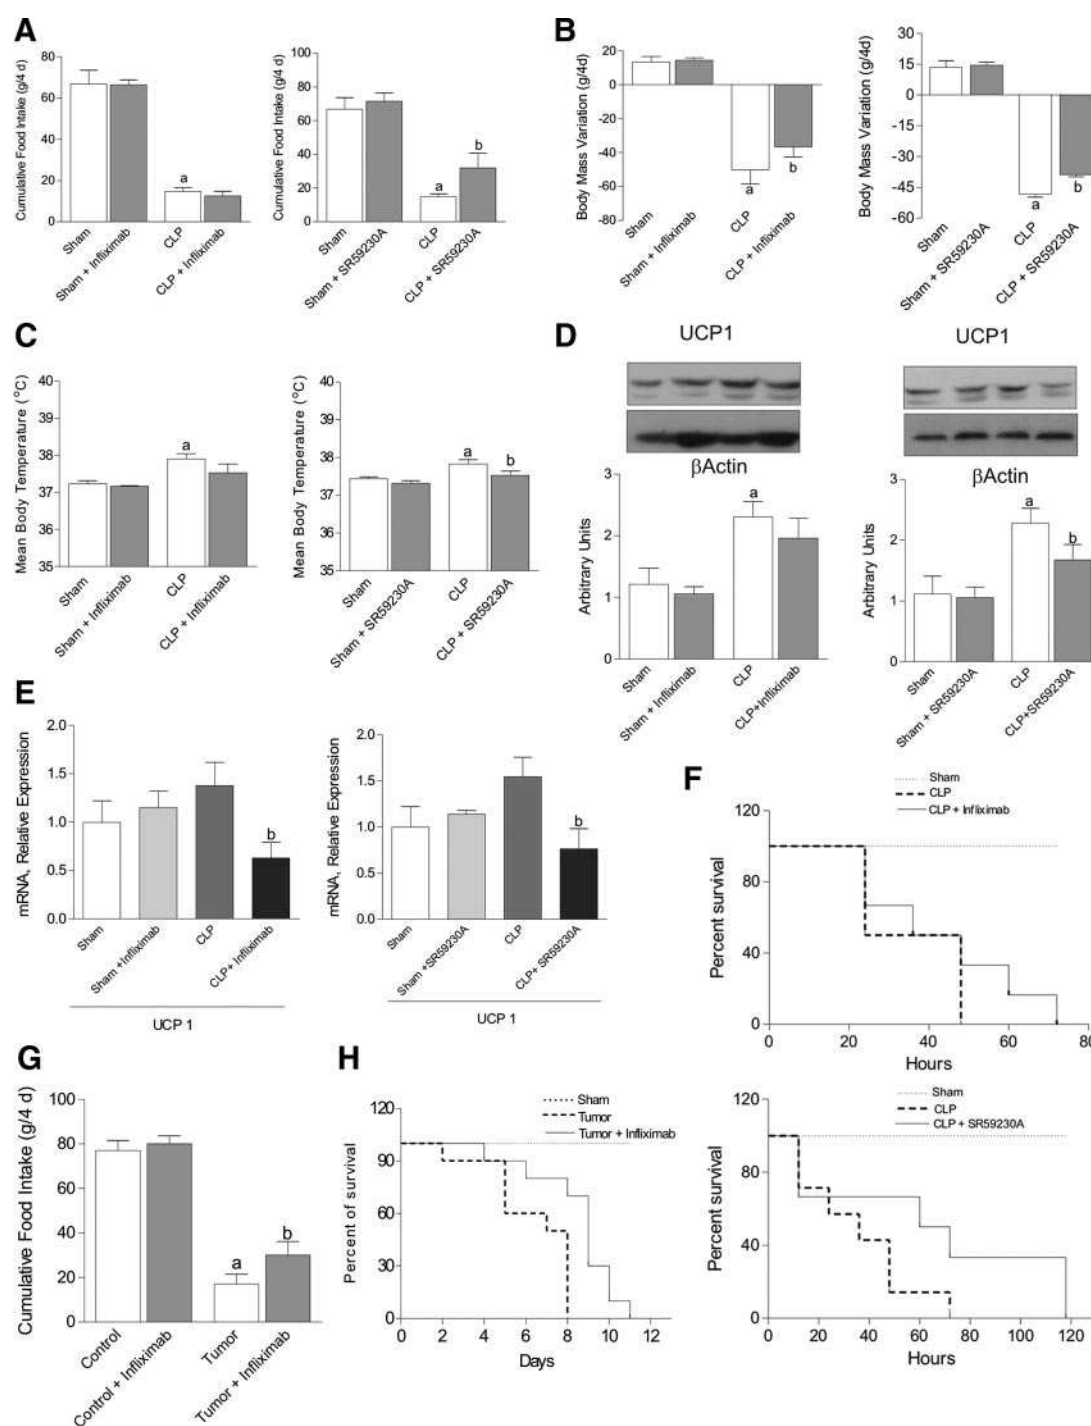 A
Cumulative Food Intake (g/4 d)
80
60
40
20
0
Sham
Sham + Infliximab
CLP
CLP + Infliximab
a
Cumulative Food Intake (g/4 d)
100
80
60
40
20
0
Sham
Sham + SR59230A
CLP
CLP + SR59230A
a
b
B
Body Mass Variation (g/4d)
20
0
-20
-40
-60
-80
Sham
Sham + Infliximab
CLP
CLP + Infliximab
a
b
Body Mass Variation (g/4d)
30
15
0
-15
-30
-45
-60
Sham
Sham + SR59230A
CLP
CLP + SR59230A
a
b
C
Mean Body Temperature (°C)
40
39
38
37
36
35
Sham
Sham + Infliximab
CLP
CLP + Infliximab
a
Mean Body Temperature (°C)
40
39
38
37
36
35
Sham
Sham + SR59230A
CLP
CLP + SR59230A
a
b
D
UCP1
βActin
Arbitrary Units
3
2
1
0
Sham
Sham + Infliximab
CLP
CLP+Infliximab
a
UCP1
βActin
Arbitrary Units
3
2
1
0
Sham
Sham + SR59230A
CLP
CLP+SR59230A
a
b
E
mRNA, Relative Expression
2.0
1.5
1.0
0.5
0.0
Sham
Sham +Infliximab
CLP
CLP+ Infliximab
b
UCP 1
mRNA, Relative Expression
2.0
1.5
1.0
0.5
0.0
Sham
Sham +SR59230A
CLP
CLP+ SR59230A
b
UCP 1
F
Sham
CLP
CLP + Infliximab
Percent survival
120
80
40
0
0 20 40 60 80
Hours
Sham
CLP
CLP + SR59230A
Percent survival
120
80
40
0
0 20 40 60 80 100 120
Hours
G
Cumulative Food Intake (g/4 d)
100
80
60
40
20
0
Control
Control + Infliximab
Tumor
Tumor + Infliximab
a
b
H
Sham
Tumor
Tumor + Infliximab
Percent of survival
120
90
60
30
0
0 2 4 6 8 10 12
Days